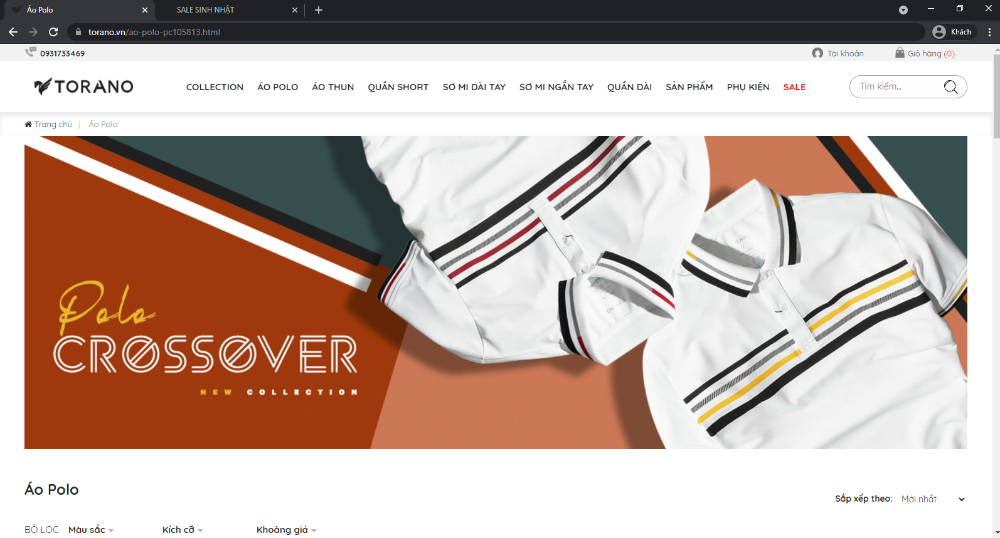 Áo Polo
SALE SINH NHẬT
torano.vn/ao-polo-pc105813.html
Khách
0931733469
Tài khoản
Giỏ hàng (0)
TORANO
COLLECTION ÁO POLO ÁO THUN QUẦN SHORT SƠ MI DÀI TAY SƠ MI NGẮN TAY QUẦN DÀI SẢN PHẨM PHỤ KIỆN SALE
Tìm kiếm...
Trang chủ | Áo Polo
Polo
CRØSSØVER
NEW COLLECTION
Áo Polo
Sắp xếp theo: Mới nhất
BỘ LỌC Màu sắc Kích cỡ Khoảng giá